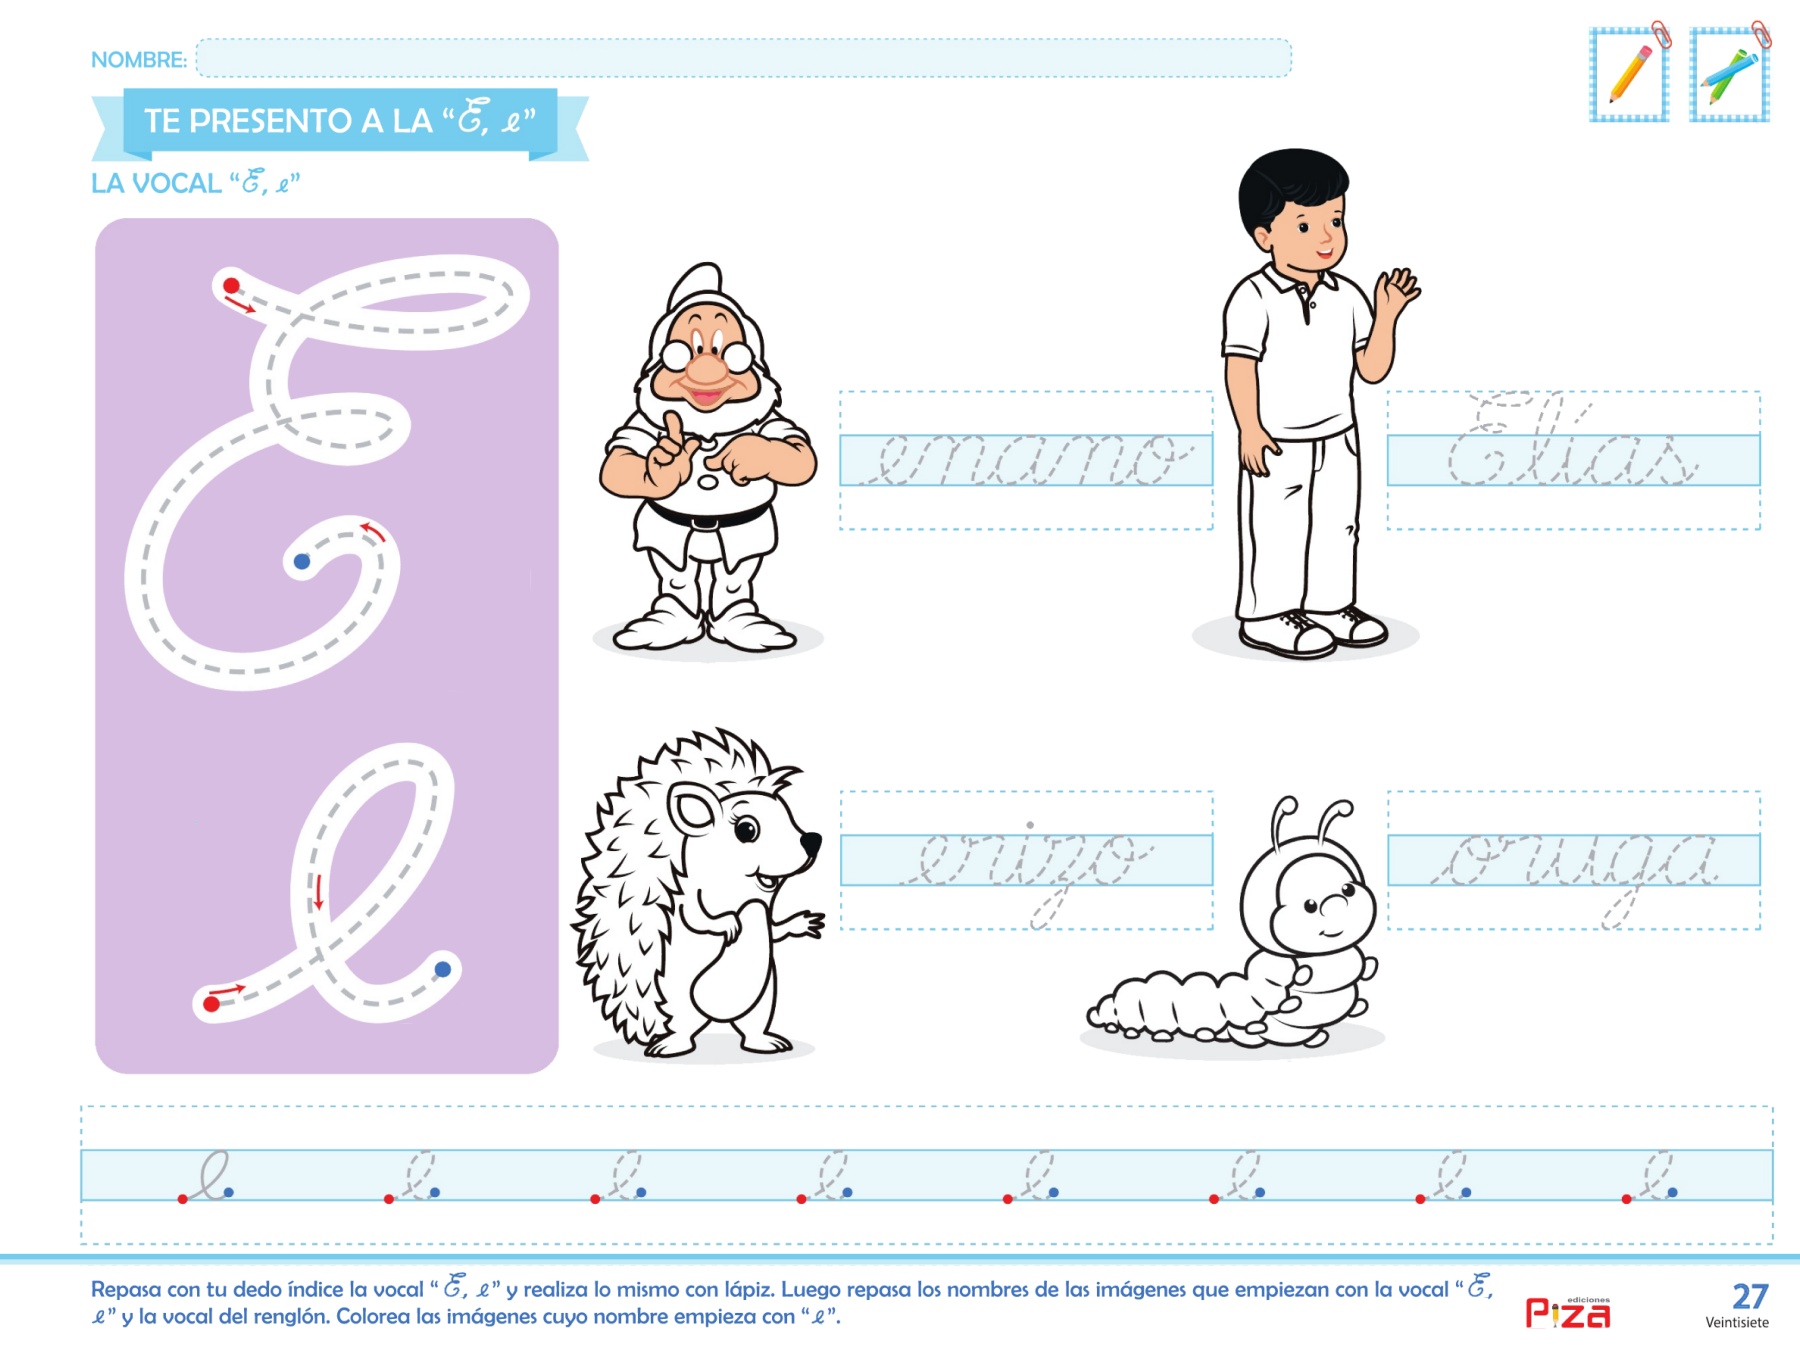 NOMBRE:
TE PRESENTO A LA “E, e”
LA VOCAL “E, e”
E
e
enano
Elías
erizo
oruga
e e e e e e e e
Repasa con tu dedo índice la vocal “E, e” y realiza lo mismo con lápiz. Luego repasa los nombres de las imágenes que empiezan con la vocal “E,
e” y la vocal del renglón. Colorea las imágenes cuyo nombre empieza con “e”.
ediciones
Piza
27
Veintisiete